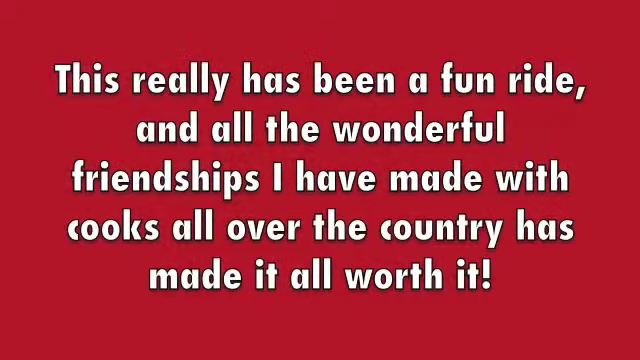 This really has been a fun ride,
and all the wonderful
friendships I have made with
cooks all over the country has
made it all worth it!